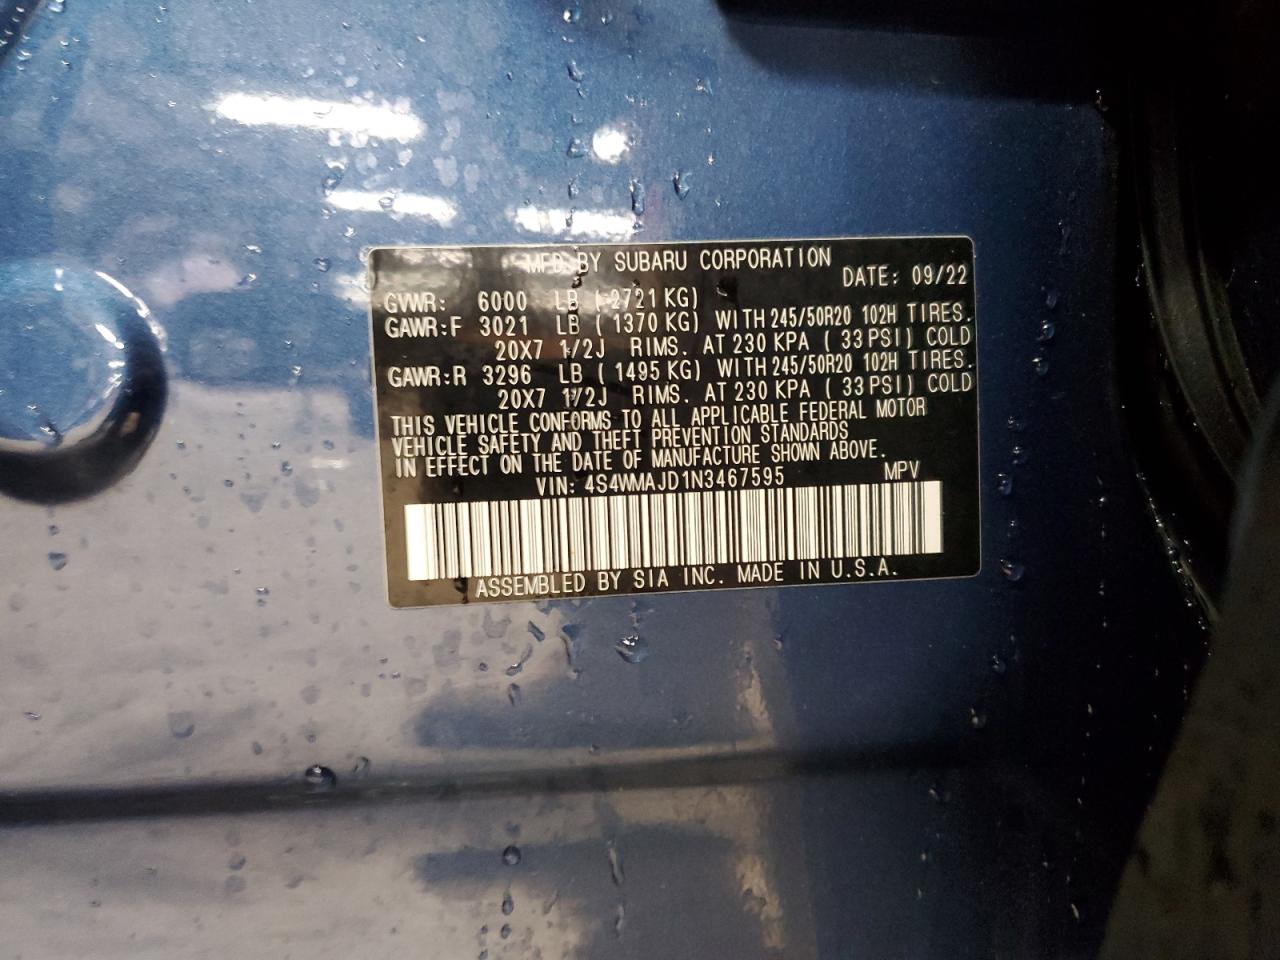 MFD BY SUBARU CORPORATION
DATE: 09/22
GVWR: 6000 LB ( 2721 KG)
GAWR:F 3021 LB ( 1370 KG) WITH 245/50R20 102H TIRES.
20X7 1/2J RIMS. AT 230 KPA ( 33 PSI) COLD
GAWR:R 3296 LB ( 1495 KG) WITH 245/50R20 102H TIRES.
20X7 1/2J RIMS. AT 230 KPA ( 33 PSI) COLD
THIS VEHICLE CONFORMS TO ALL APPLICABLE FEDERAL MOTOR
VEHICLE SAFETY AND THEFT PREVENTION STANDARDS
IN EFFECT ON THE DATE OF MANUFACTURE SHOWN ABOVE.
VIN: 4S4WMAJD1N3467595 MPV
ASSEMBLED BY SIA INC. MADE IN U.S.A.